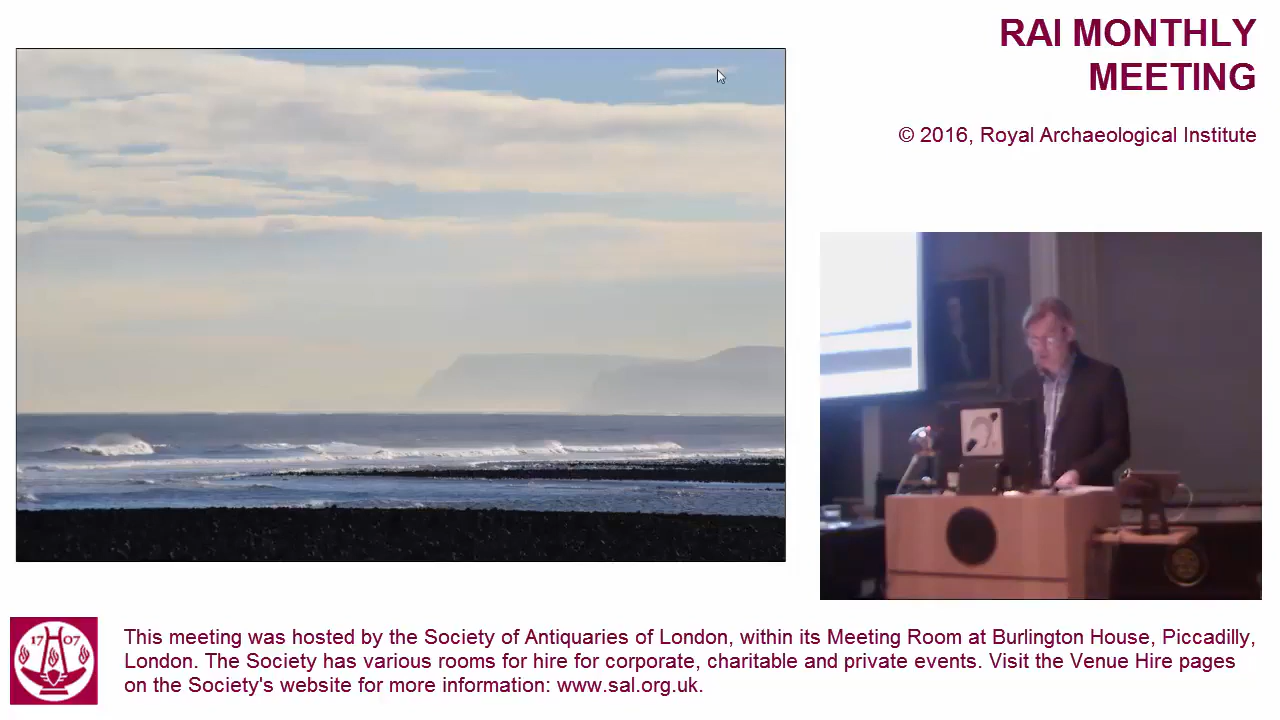 RAI MONTHLY
MEETING
© 2016, Royal Archaeological Institute
17 07
This meeting was hosted by the Society of Antiquaries of London, within its Meeting Room at Burlington House, Piccadilly,
London. The Society has various rooms for hire for corporate, charitable and private events. Visit the Venue Hire pages
on the Society's website for more information: www.sal.org.uk.